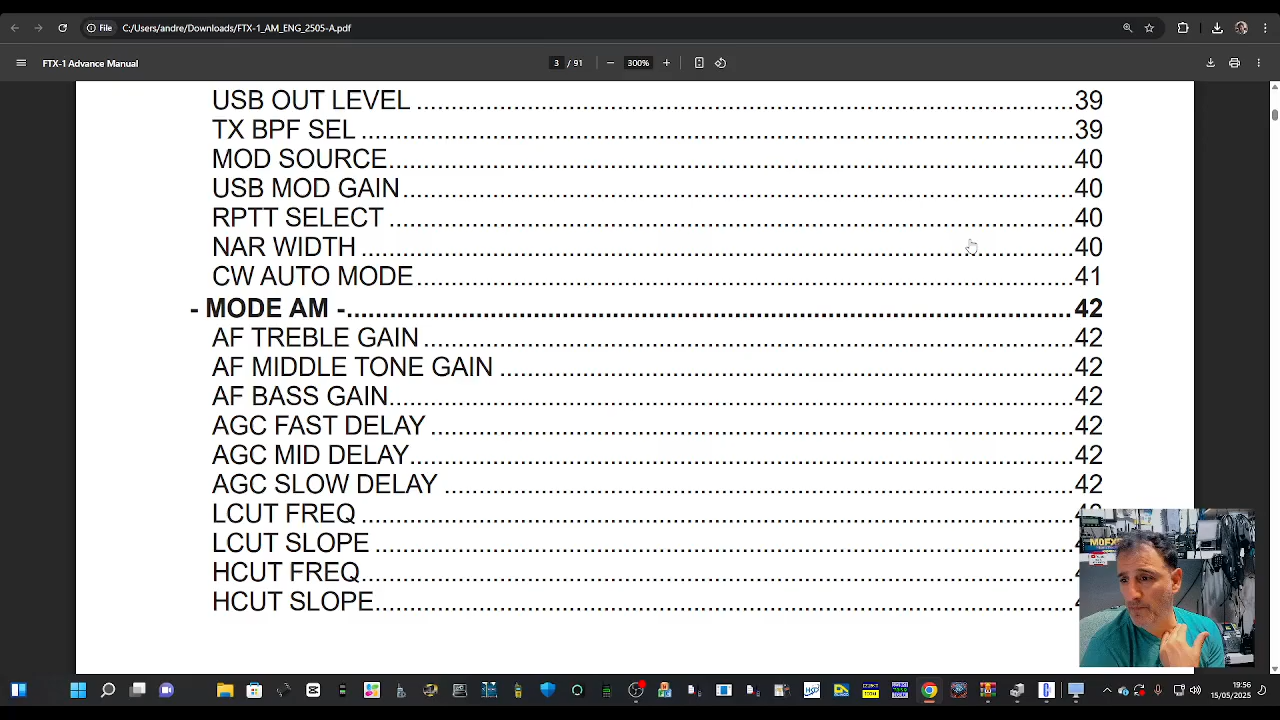 File C:/Users/andre/Downloads/FTX-1_AM_ENG_2505-A.pdf
FTX-1 Advance Manual 3 / 91 300%
USB OUT LEVEL 39
TX BPF SEL 39
MOD SOURCE 40
USB MOD GAIN 40
RPTT SELECT 40
NAR WIDTH 40
CW AUTO MODE 41
- MODE AM - 42
AF TREBLE GAIN 42
AF MIDDLE TONE GAIN 42
AF BASS GAIN 42
AGC FAST DELAY 42
AGC MID DELAY 42
AGC SLOW DELAY 42
LCUT FREQ
LCUT SLOPE
HCUT FREQ
HCUT SLOPE
19:56
15/05/2025